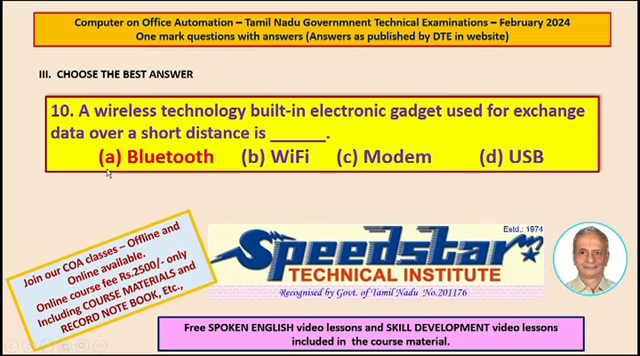 Computer on Office Automation – Tamil Nadu Governmnent Technical Examinations – February 2024
One mark questions with answers (Answers as published by DTE in website)
III. CHOOSE THE BEST ANSWER
10. A wireless technology built-in electronic gadget used for exchange
data over a short distance is ______.
(a) Bluetooth (b) WiFi (c) Modem (d) USB
Join our COA classes – Offline and
Online available.
Online course fee Rs.2500/- only
Including COURSE MATERIALS and
RECORD NOTE BOOK, Etc.,
Estd.: 1974
Speedstar
TECHNICAL INSTITUTE
Recognised by Govt. of Tamil Nadu No.201176
Free SPOKEN ENGLISH video lessons and SKILL DEVELOPMENT video lessons
included in the course material.